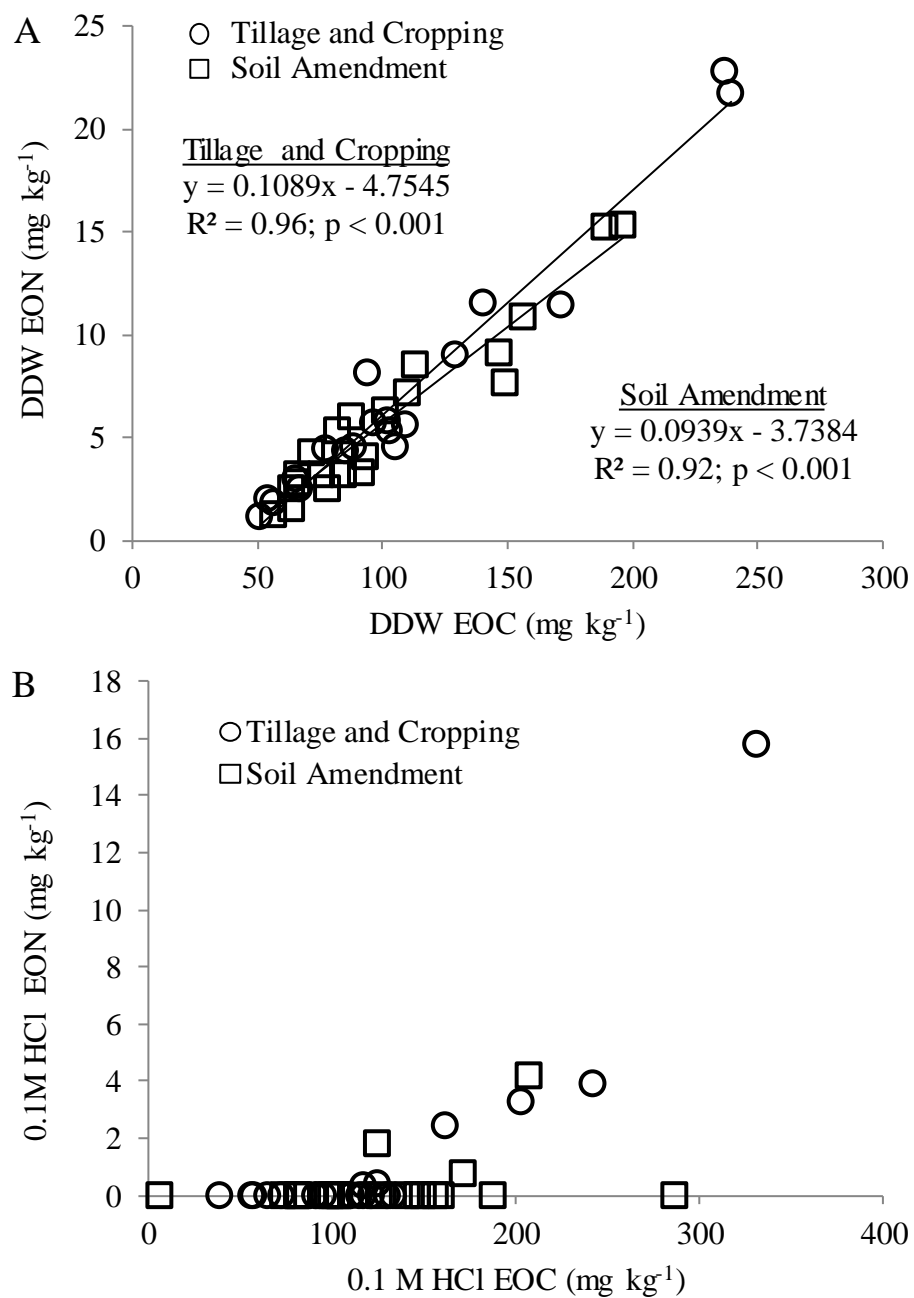 A
Tillage and Cropping
Soil Amendment
Tillage and Cropping
y = 0.1089x - 4.7545
R² = 0.96; p < 0.001
Soil Amendment
y = 0.0939x - 3.7384
R² = 0.92; p < 0.001
DDW EON (mg kg⁻¹)
25
20
15
10
5
0
0 50 100 150 200 250 300
DDW EOC (mg kg⁻¹)
B
Tillage and Cropping
Soil Amendment
0.1M HCl EON (mg kg⁻¹)
18
16
14
12
10
8
6
4
2
0
0 100 200 300 400
0.1 M HCl EOC (mg kg⁻¹)